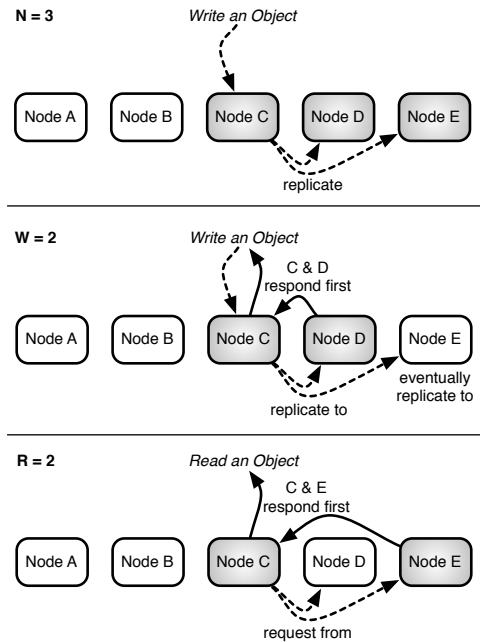 N = 3
Write an Object
Node A
Node B
Node C
Node D
Node E
replicate
W = 2
Write an Object
C & D
respond first
Node A
Node B
Node C
Node D
Node E
replicate to
eventually
replicate to
R = 2
Read an Object
C & E
respond first
Node A
Node B
Node C
Node D
Node E
request from